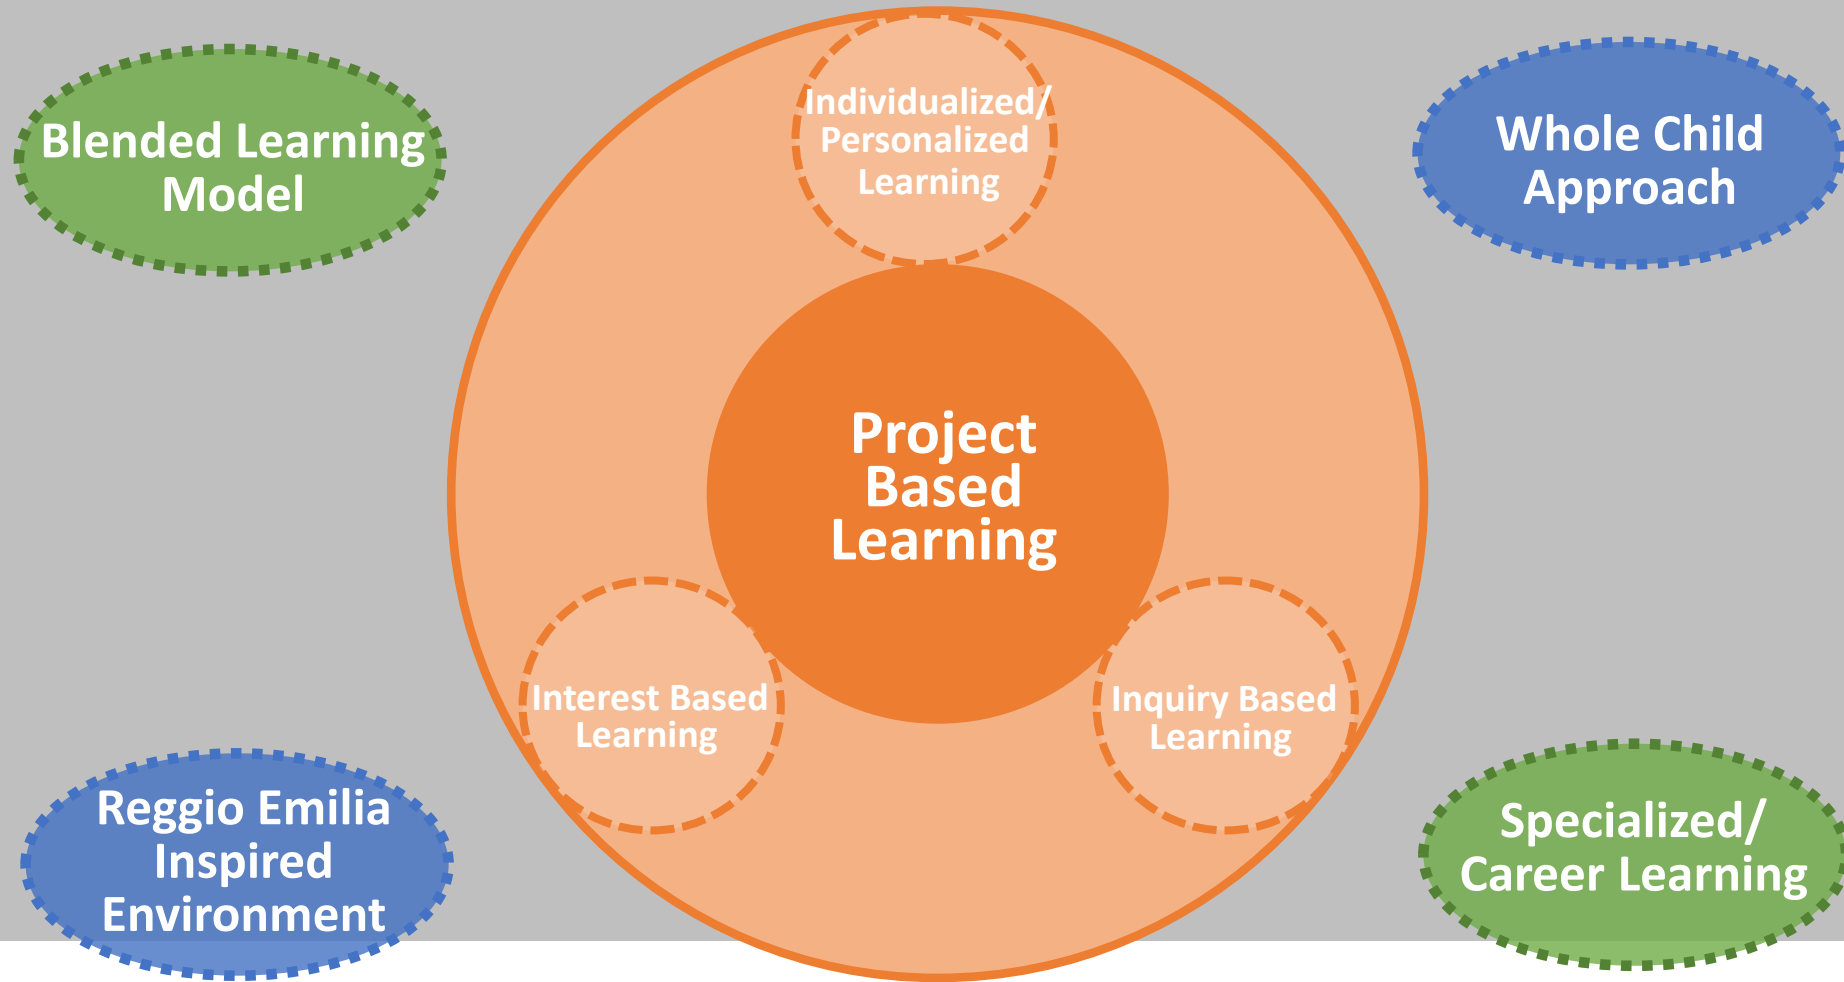 Individualized/
Personalized
Learning
Blended Learning
Model
Whole Child
Approach
Project
Based
Learning
Interest Based
Learning
Inquiry Based
Learning
Reggio Emilia
Inspired
Environment
Specialized/
Career Learning